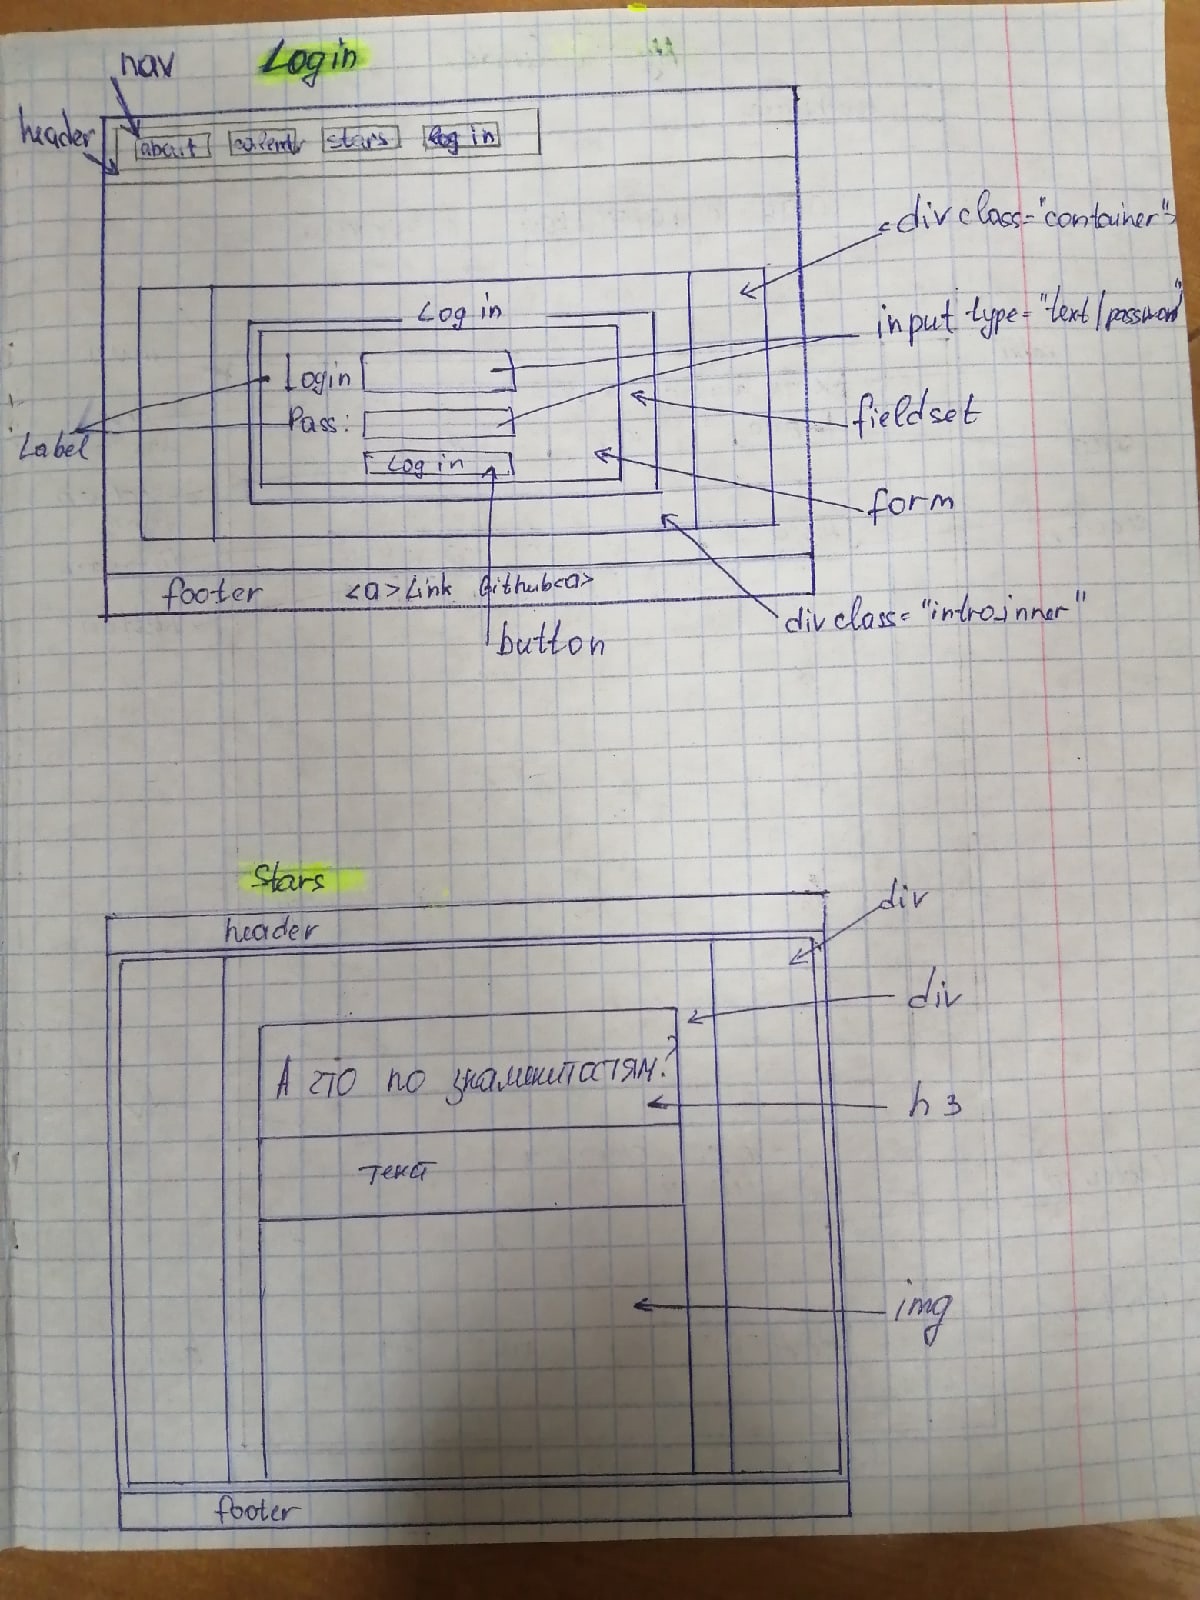 nav Login
header
about stars Log in
<div class="container">
Log in
input type="text/password"
Login
Pass:
fieldset
Label
Log in
form
footer <a>Link Github<a>
div class="intro_inner"
button
Stars
div
header
div
А что по знаменитостям?
h3
текст
img
footer